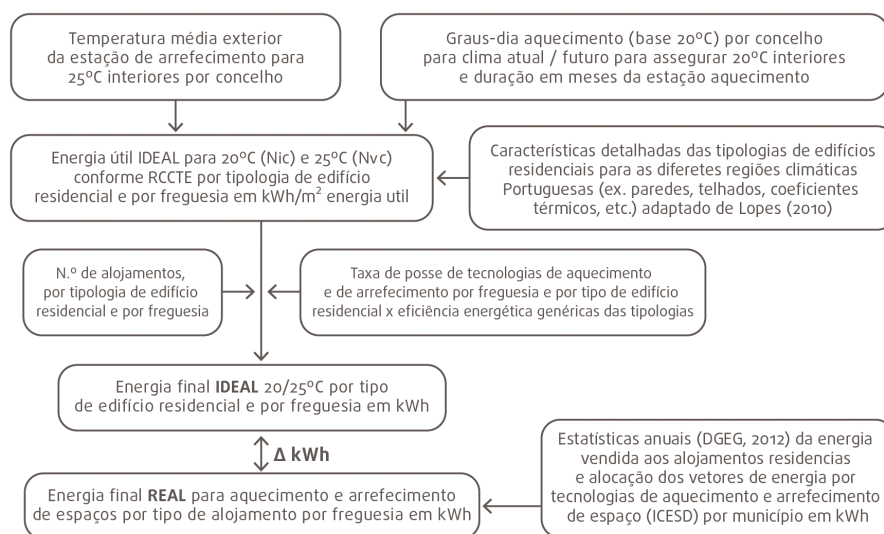 Temperatura média exterior
da estação de arrefecimento para
25ºC interiores por concelho
Graus-dia aquecimento (base 20ºC) por concelho
para clima atual / futuro para assegurar 20ºC interiores
e duração em meses da estação aquecimento
Energia útil IDEAL para 20ºC (Nic) e 25ºC (Nvc)
conforme RCCTE por tipologia de edifício
residencial e por freguesia em kWh/m² energia util
Características detalhadas das tipologias de edifícios
residenciais para as diferetes regiões climáticas
Portuguesas (ex. paredes, telhados, coeficientes
térmicos, etc.) adaptado de Lopes (2010)
N.º de alojamentos,
por tipologia de edifício
residencial e por freguesia
Taxa de posse de tecnologias de aquecimento
e de arrefecimento por freguesia e por tipo de edifício
residencial x eficiência energética genéricas das tipologias
Energia final IDEAL 20/25ºC por tipo
de edifício residencial e por freguesia em kWh
Δ kWh
Energia final REAL para aquecimento e arrefecimento
de espaços por tipo de alojamento por freguesia em kWh
Estatísticas anuais (DGEG, 2012) da energia
vendida aos alojamentos residencias
e alocação dos vetores de energia por
tecnologias de aquecimento e arrefecimento
de espaço (ICESD) por município em kWh